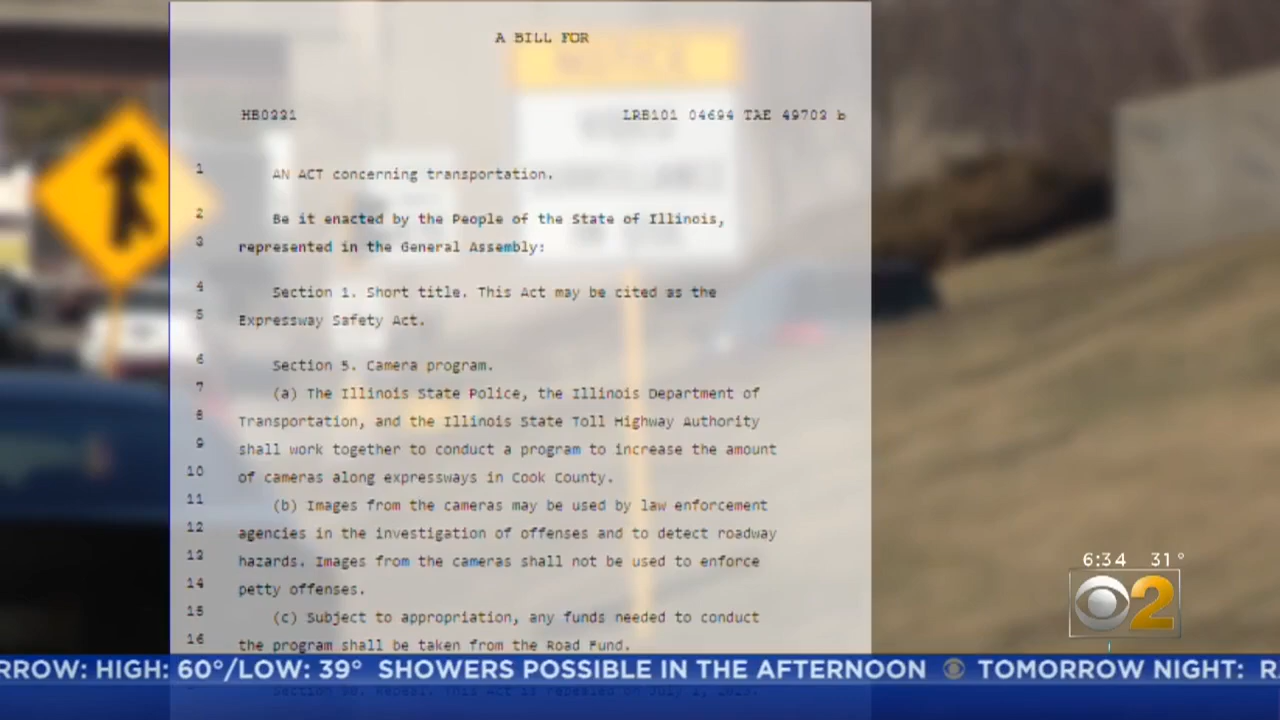 A BILL FOR
HB0331 LRB101 04694 TAE 49702 b
1 AN ACT concerning transportation.
2 Be it enacted by the People of the State of Illinois,
3 represented in the General Assembly:
4 Section 1. Short title. This Act may be cited as the
5 Expressway Safety Act.
6 Section 5. Camera program.
7 (a) The Illinois State Police, the Illinois Department of
8 Transportation, and the Illinois State Toll Highway Authority
9 shall work together to conduct a program to increase the amount
10 of cameras along expressways in Cook County.
11 (b) Images from the cameras may be used by law enforcement
12 agencies in the investigation of offenses and to detect roadway
13 hazards. Images from the cameras shall not be used to enforce
14 petty offenses.
15 (c) Subject to appropriation, any funds needed to conduct
16 the program shall be taken from the Road Fund.
RROW: HIGH: 60°/LOW: 39° SHOWERS POSSIBLE IN THE AFTERNOON TOMORROW NIGHT: R
6:34 31°
2